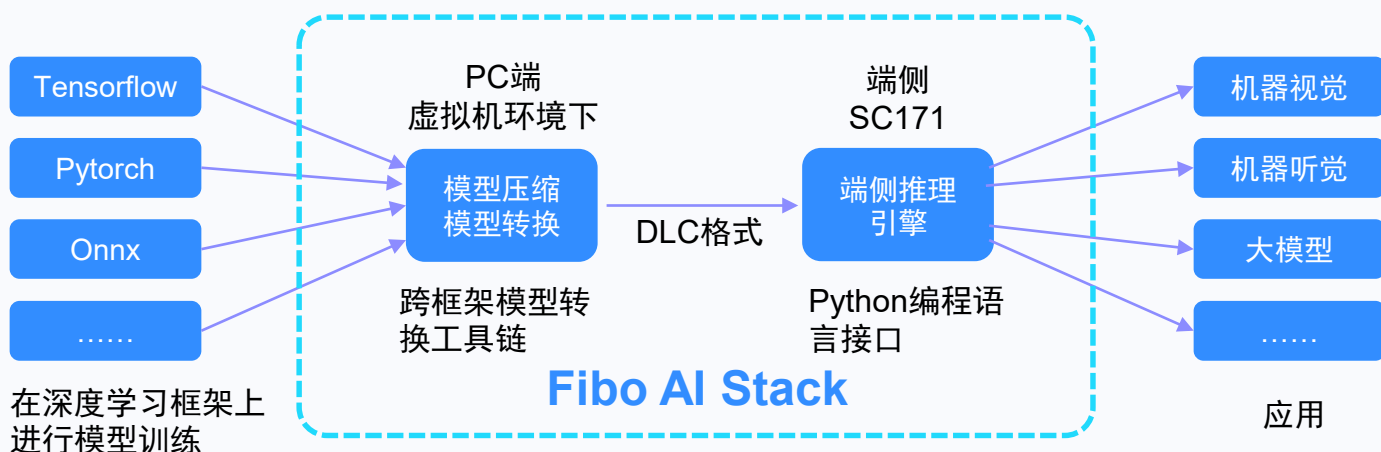 Tensorflow
Pytorch
Onnx
……
在深度学习框架上
进行模型训练
PC端
虚拟机环境下
模型压缩
模型转换
跨框架模型转
换工具链
DLC格式
端侧
SC171
端侧推理
引擎
Python编程语
言接口
Fibo AI Stack
机器视觉
机器听觉
大模型
……
应用